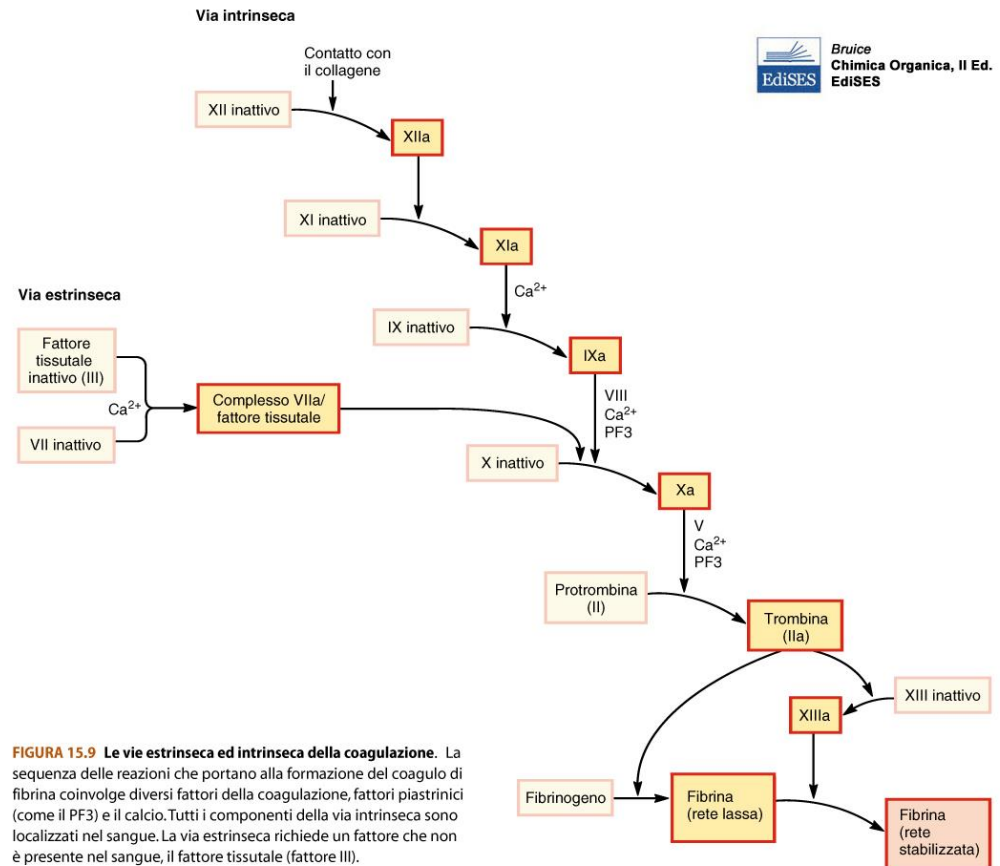 Via intrinseca
Contatto con
il collagene
EdiSES
Bruice
Chimica Organica, II Ed.
EdiSES
XII inattivo
XIIa
XI inattivo
XIa
Ca2+
Via estrinseca
IX inattivo
IXa
Fattore
tissutale
inattivo (III)
Ca2+
VII inattivo
Complesso VIIa/
fattore tissutale
VIII
Ca2+
PF3
X inattivo
Xa
V
Ca2+
PF3
Protrombina
(II)
Trombina
(IIa)
XIII inattivo
XIIIa
Fibrinogeno
Fibrina
(rete lassa)
Fibrina
(rete
stabilizzata)
FIGURA 15.9 Le vie estrinseca ed intrinseca della coagulazione. La
sequenza delle reazioni che portano alla formazione del coagulo di
fibrina coinvolge diversi fattori della coagulazione, fattori piastrinici
(come il PF3) e il calcio. Tutti i componenti della via intrinseca sono
localizzati nel sangue. La via estrinseca richiede un fattore che non
è presente nel sangue, il fattore tissutale (fattore III).